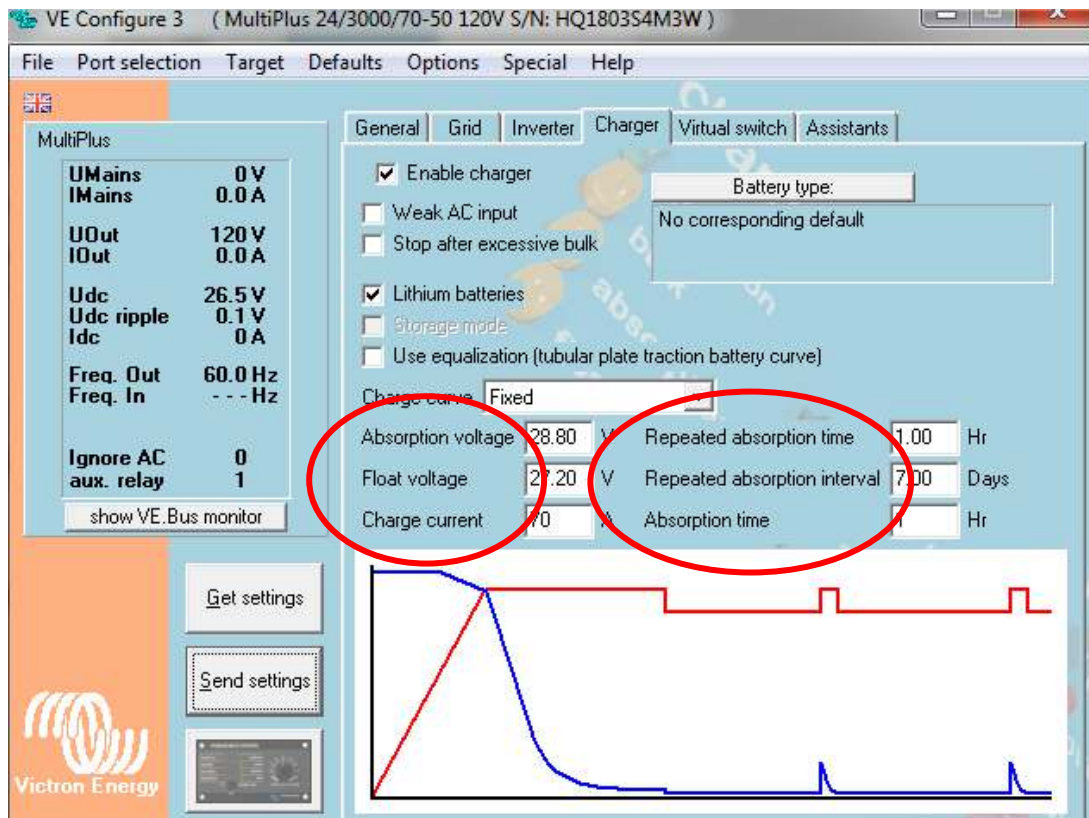 VE Configure 3 ( MultiPlus 24/3000/70-50 120V S/N: HQ1803S4M3W )
File Port selection Target Defaults Options Special Help
General Grid Inverter Charger Virtual switch Assistants
MultiPlus
UMains 0 V
IMains 0.0 A
UOut 120 V
IOut 0.0 A
Udc 26.5 V
Udc ripple 0.1 V
Idc 0 A
Freq. Out 60.0 Hz
Freq. In - - - Hz
Ignore AC 0
aux. relay 1
show VE.Bus monitor
Get settings
Send settings
Victron Energy
Enable charger
Weak AC input
Stop after excessive bulk
Battery type:
No corresponding default
Lithium batteries
Storage mode
Use equalization (tubular plate traction battery curve)
Charge curve Fixed
Absorption voltage 28.80 V Repeated absorption time 1.00 Hr
Float voltage 27.20 V Repeated absorption interval 7.00 Days
Charge current 70 A Absorption time 1 Hr